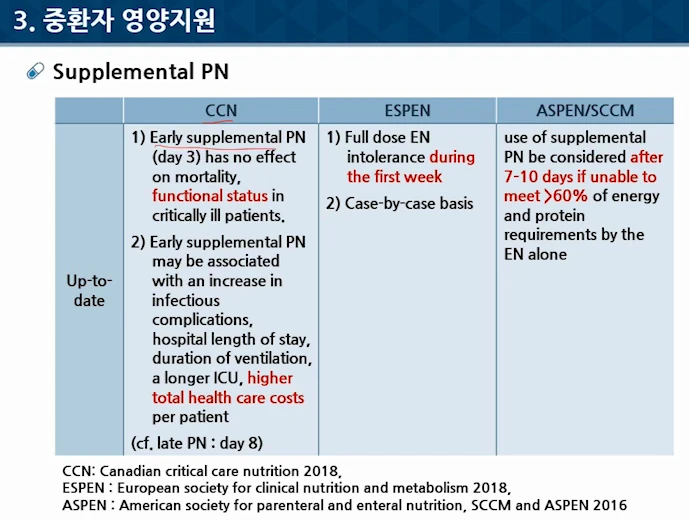 3. 중환자 영양지원
Supplemental PN
CCN
ESPEN
ASPEN/SCCM
Up-to-
date
1) Early supplemental PN
(day 3) has no effect
on mortality,
functional status in
critically ill patients.
2) Early supplemental PN
may be associated
with an increase in
infectious
complications,
hospital length of stay,
duration of ventilation,
a longer ICU, higher
total health care costs
per patient
(cf. late PN : day 8)
1) Full dose EN
intolerance during
the first week
2) Case-by-case basis
use of supplemental
PN be considered after
7-10 days if unable to
meet >60% of energy
and protein
requirements by the
EN alone
CCN: Canadian critical care nutrition 2018,
ESPEN : European society for clinical nutrition and metabolism 2018,
ASPEN : American society for parenteral and enteral nutrition, SCCM and ASPEN 2016